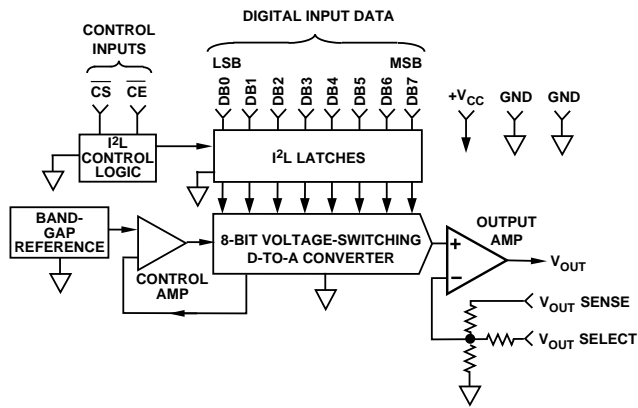 DIGITAL INPUT DATA
CONTROL
INPUTS
LSB
MSB
CS
CE
DB0
DB1
DB2
DB3
DB4
DB5
DB6
DB7
+VCC
GND
GND
I2L
CONTROL
LOGIC
I2L LATCHES
BAND-
GAP
REFERENCE
CONTROL
AMP
8-BIT VOLTAGE-SWITCHING
D-TO-A CONVERTER
OUTPUT
AMP
+
–
VOUT
VOUT SENSE
VOUT SELECT